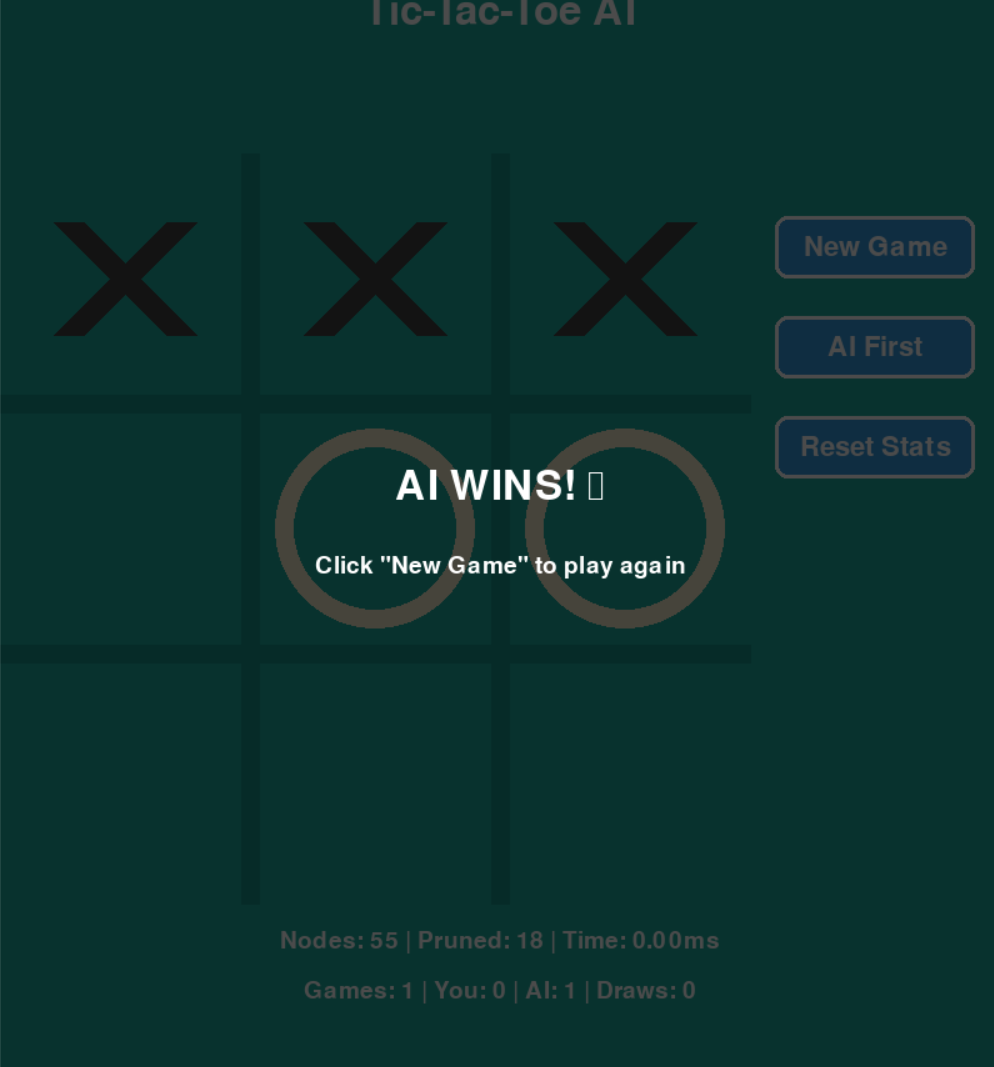 Tic-Tac-Toe AI
New Game
AI First
Reset Stats
AI WINS! 
Click "New Game" to play again
Nodes: 55 | Pruned: 18 | Time: 0.00ms
Games: 1 | You: 0 | AI: 1 | Draws: 0